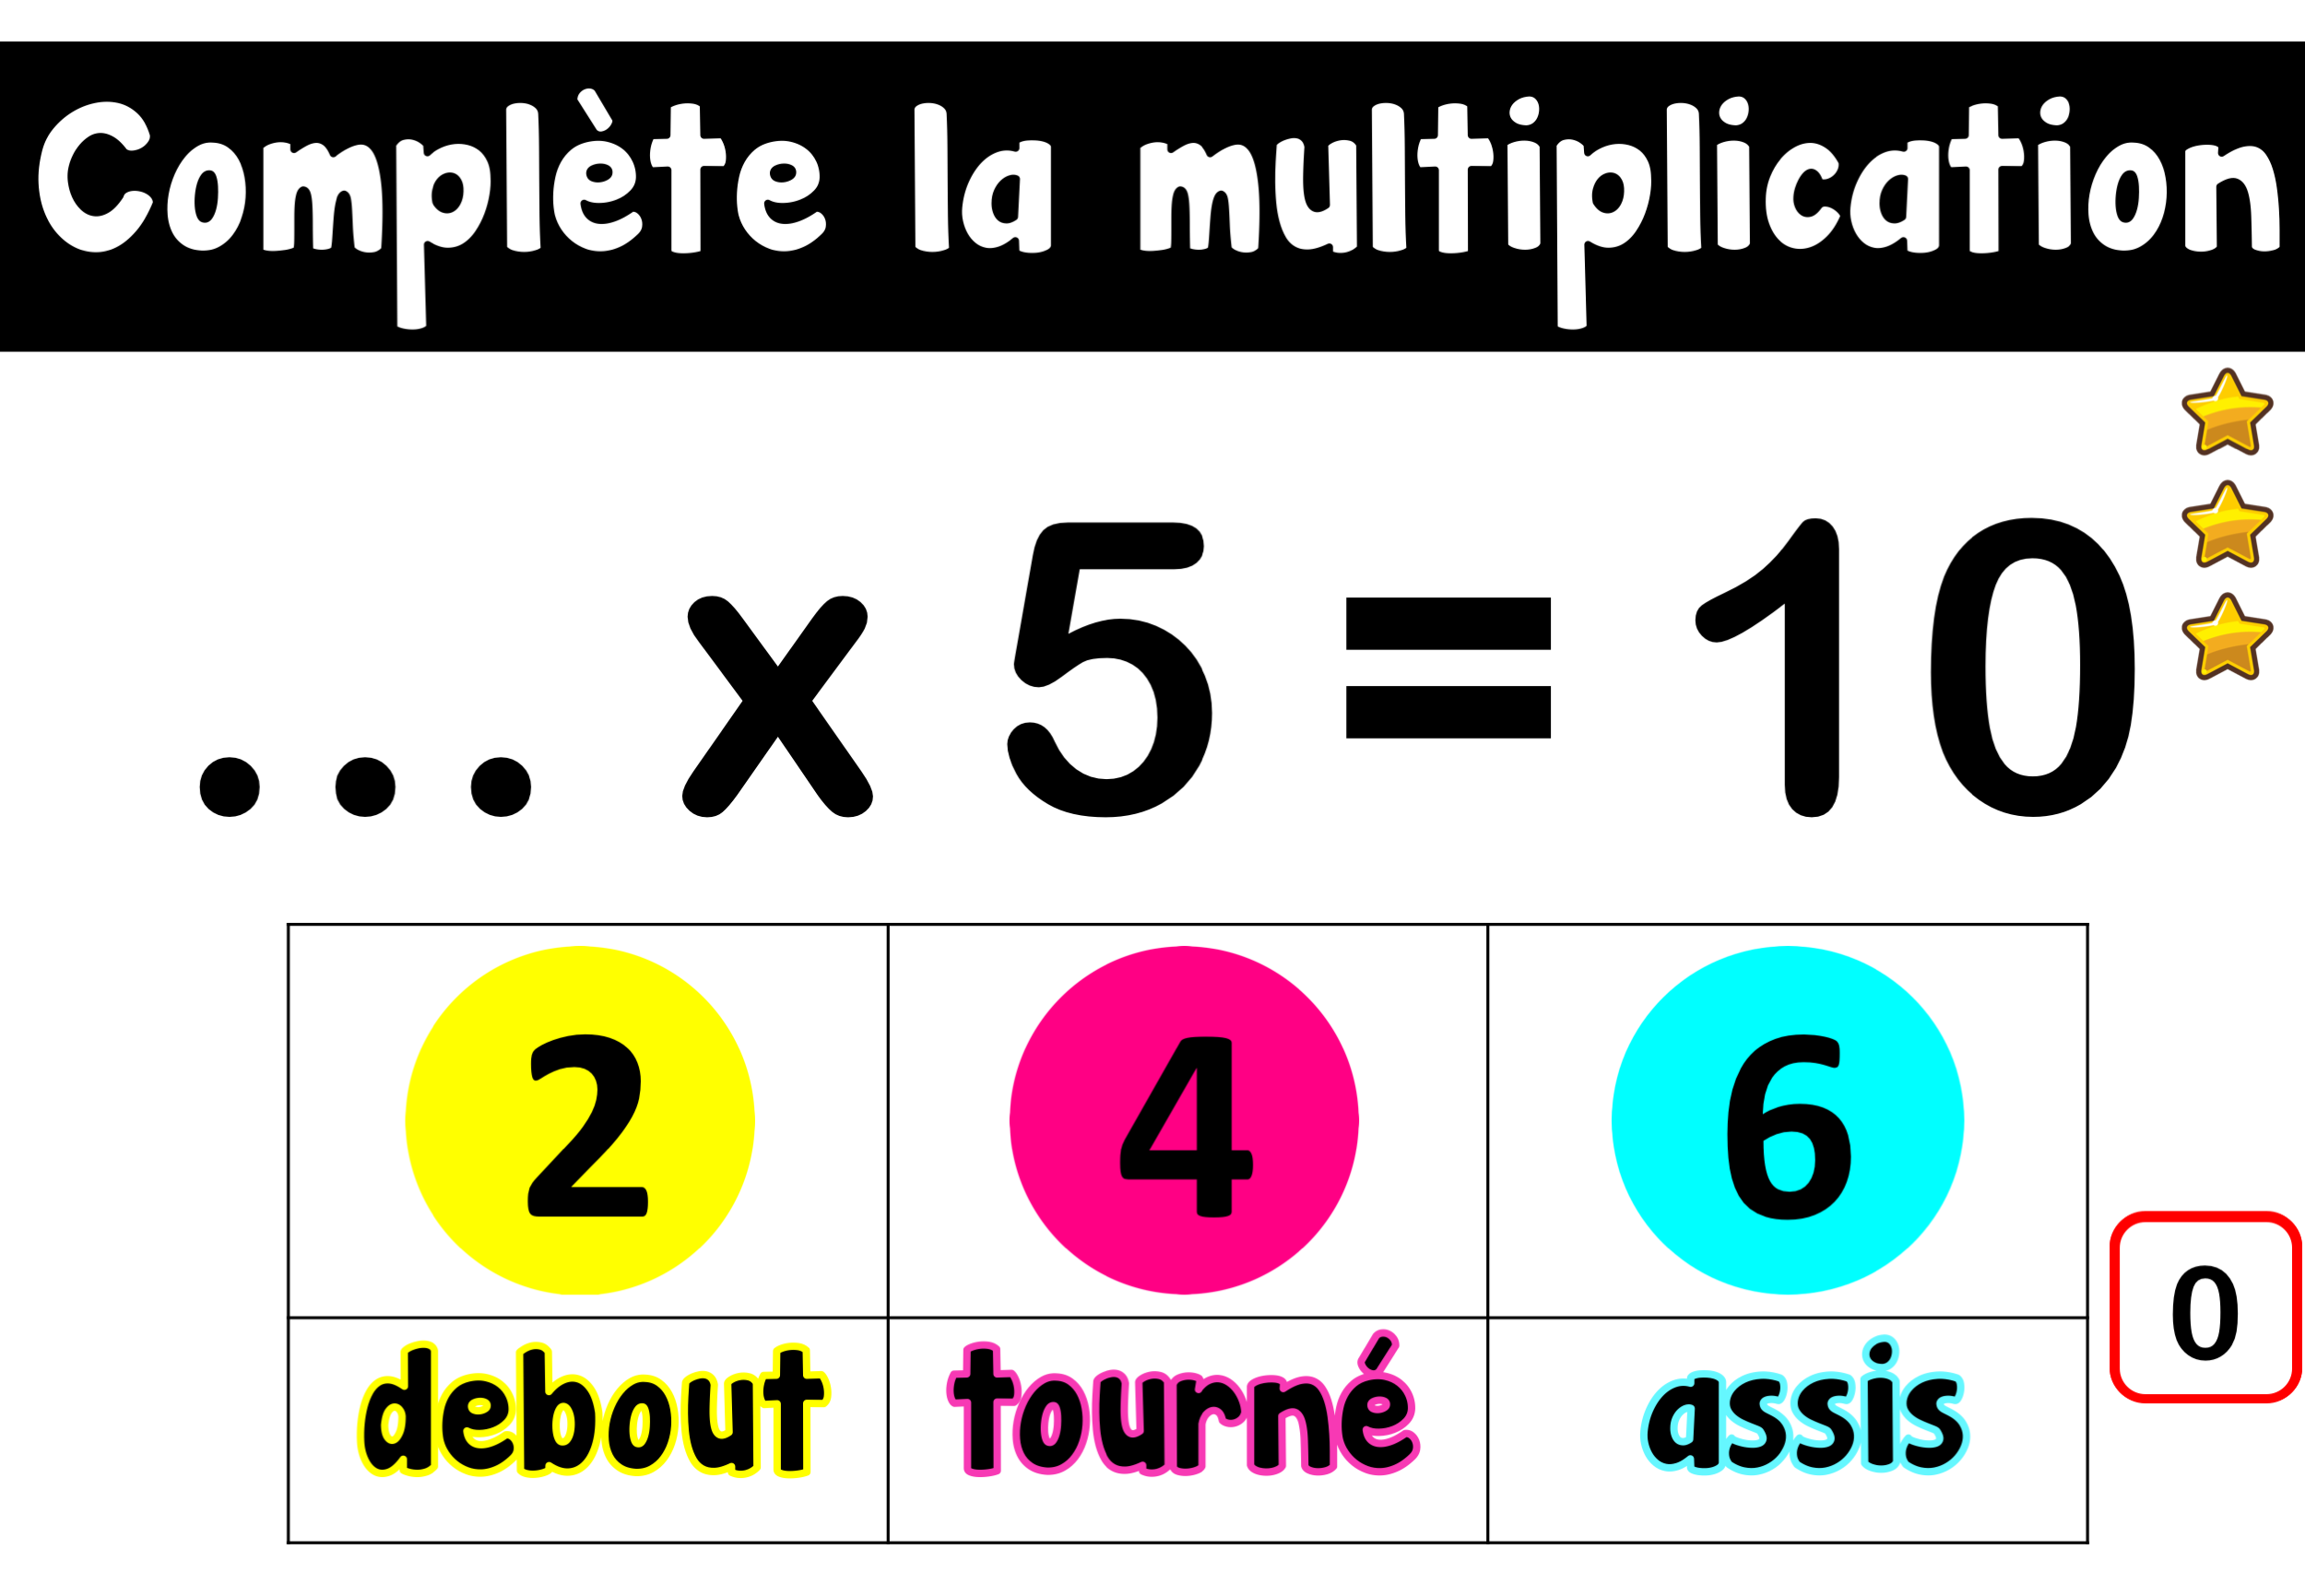 Complète la multiplication
... x 5 = 10
2 4 6
0
debout tourné assis